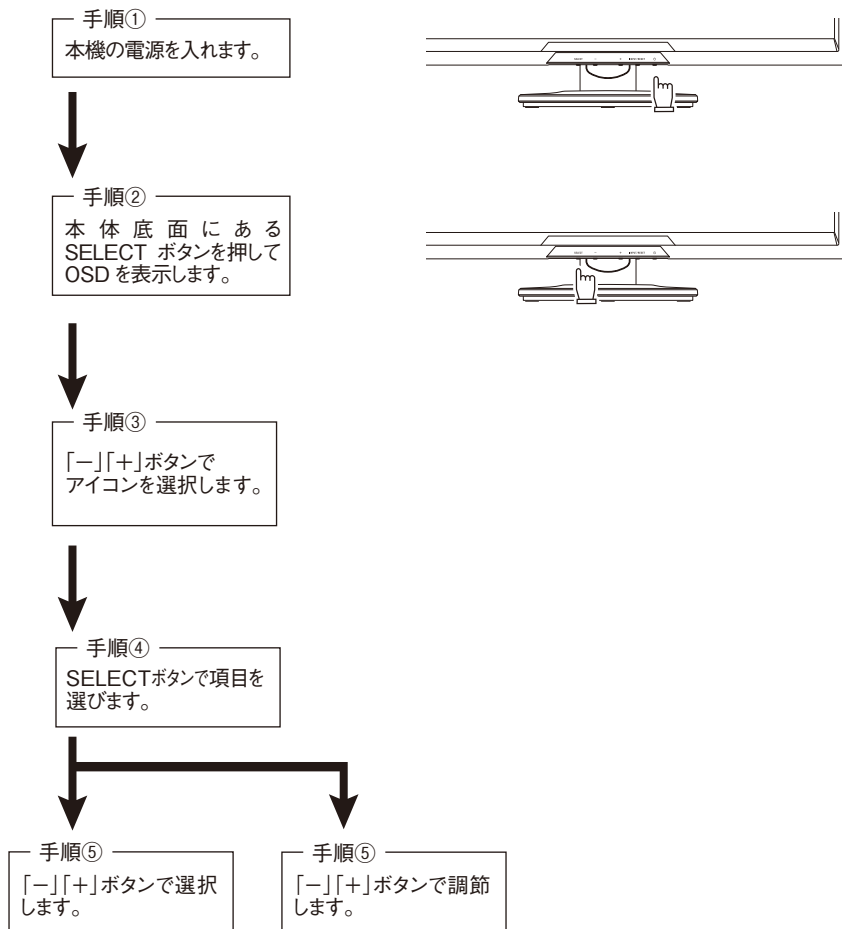 手順①
本機の電源を入れます。
手順②
本体底面にある
SELECT ボタンを押して
OSD を表示します。
手順③
「－」「＋」ボタンで
アイコンを選択します。
手順④
SELECTボタンで項目を
選びます。
手順⑤
「－」「＋」ボタンで選択
します。
手順⑤
「－」「＋」ボタンで調節
します。